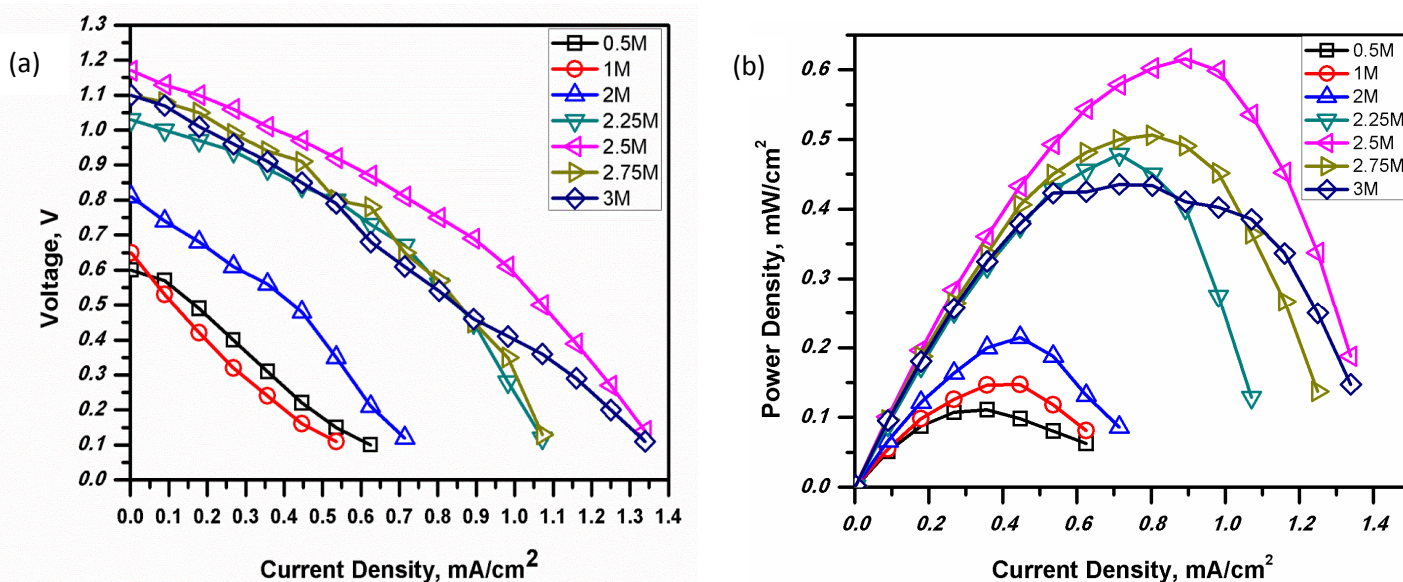 (a)
1.3
1.2
1.1
1.0
0.9
0.8
0.7
0.6
0.5
0.4
0.3
0.2
0.1
0.0
Voltage, V
0.5M
1M
2M
2.25M
2.5M
2.75M
3M
0.0 0.1 0.2 0.3 0.4 0.5 0.6 0.7 0.8 0.9 1.0 1.1 1.2 1.3 1.4
Current Density, mA/cm²
(b)
0.6
0.5
0.4
0.3
0.2
0.1
0.0
Power Density, mW/cm²
0.5M
1M
2M
2.25M
2.5M
2.75M
3M
0.0 0.2 0.4 0.6 0.8 1.0 1.2 1.4
Current Density, mA/cm²